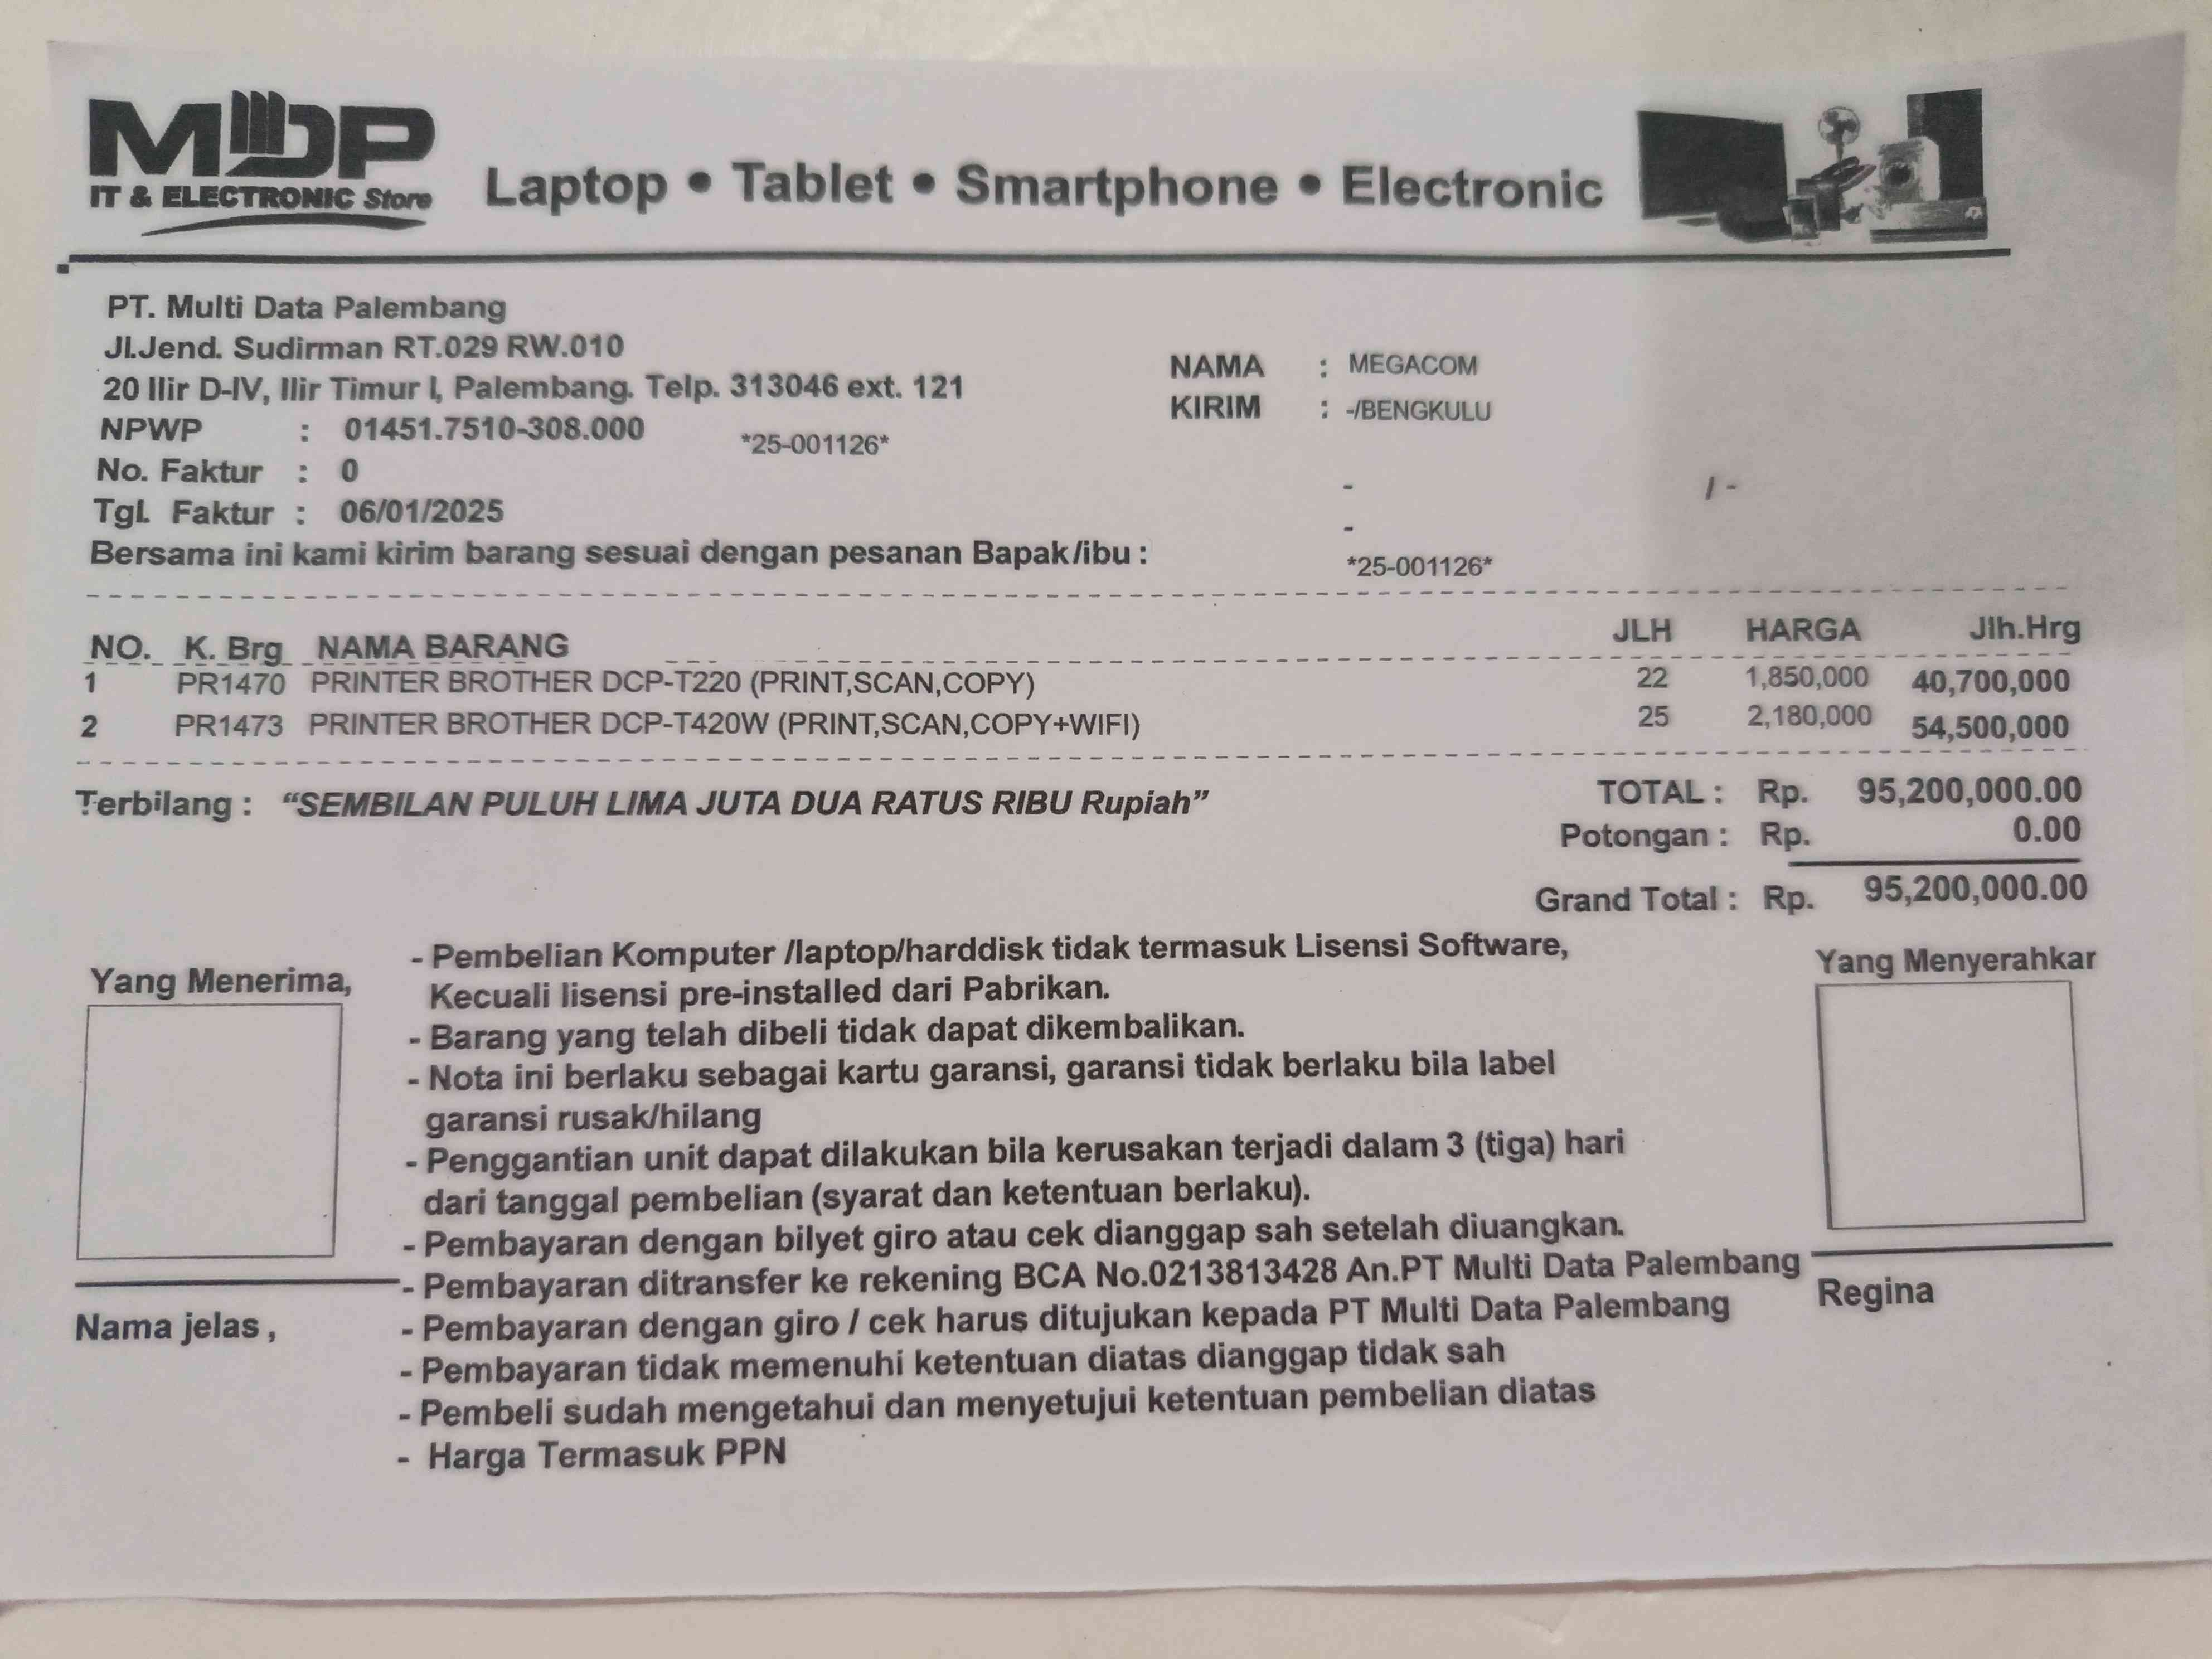 MDP
IT & ELECTRONIC Store
Laptop • Tablet • Smartphone • Electronic
PT. Multi Data Palembang
Jl.Jend. Sudirman RT.029 RW.010
20 Ilir D-IV, Ilir Timur I, Palembang. Telp. 313046 ext. 121
NPWP : 01451.7510-308.000 *25-001126*
No. Faktur : 0
Tgl. Faktur : 06/01/2025
NAMA : MEGACOM
KIRIM : -/BENGKULU
- / -
-
Bersama ini kami kirim barang sesuai dengan pesanan Bapak/ibu :
*25-001126*
NO. K. Brg NAMA BARANG JLH HARGA Jlh.Hrg
1 PR1470 PRINTER BROTHER DCP-T220 (PRINT,SCAN,COPY) 22 1,850,000 40,700,000
2 PR1473 PRINTER BROTHER DCP-T420W (PRINT,SCAN,COPY+WIFI) 25 2,180,000 54,500,000
Terbilang : “SEMBILAN PULUH LIMA JUTA DUA RATUS RIBU Rupiah”
TOTAL : Rp. 95,200,000.00
Potongan : Rp. 0.00
Grand Total : Rp. 95,200,000.00
Yang Menerima,
- Pembelian Komputer /laptop/harddisk tidak termasuk Lisensi Software,
Kecuali lisensi pre-installed dari Pabrikan.
- Barang yang telah dibeli tidak dapat dikembalikan.
- Nota ini berlaku sebagai kartu garansi, garansi tidak berlaku bila label
garansi rusak/hilang
- Penggantian unit dapat dilakukan bila kerusakan terjadi dalam 3 (tiga) hari
dari tanggal pembelian (syarat dan ketentuan berlaku).
- Pembayaran dengan bilyet giro atau cek dianggap sah setelah diuangkan.
- Pembayaran ditransfer ke rekening BCA No.0213813428 An.PT Multi Data Palembang
- Pembayaran dengan giro / cek harus ditujukan kepada PT Multi Data Palembang
- Pembayaran tidak memenuhi ketentuan diatas dianggap tidak sah
- Pembeli sudah mengetahui dan menyetujui ketentuan pembelian diatas
- Harga Termasuk PPN
Nama jelas ,
Yang Menyerahkar
Regina